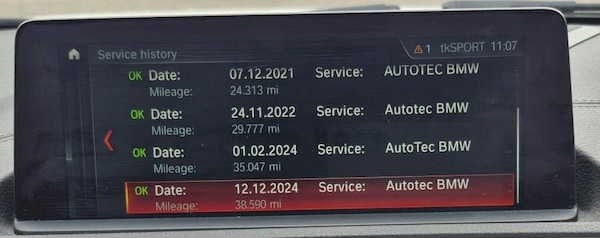 Service history
1 tkSPORT 11:07
OK Date: 07.12.2021 Service: AUTOTEC BMW
Mileage: 24.313 mi
OK Date: 24.11.2022 Service: Autotec BMW
Mileage: 29.777 mi
OK Date: 01.02.2024 Service: AutoTec BMW
Mileage: 35.047 mi
OK Date: 12.12.2024 Service: Autotec BMW
Mileage: 38.590 mi